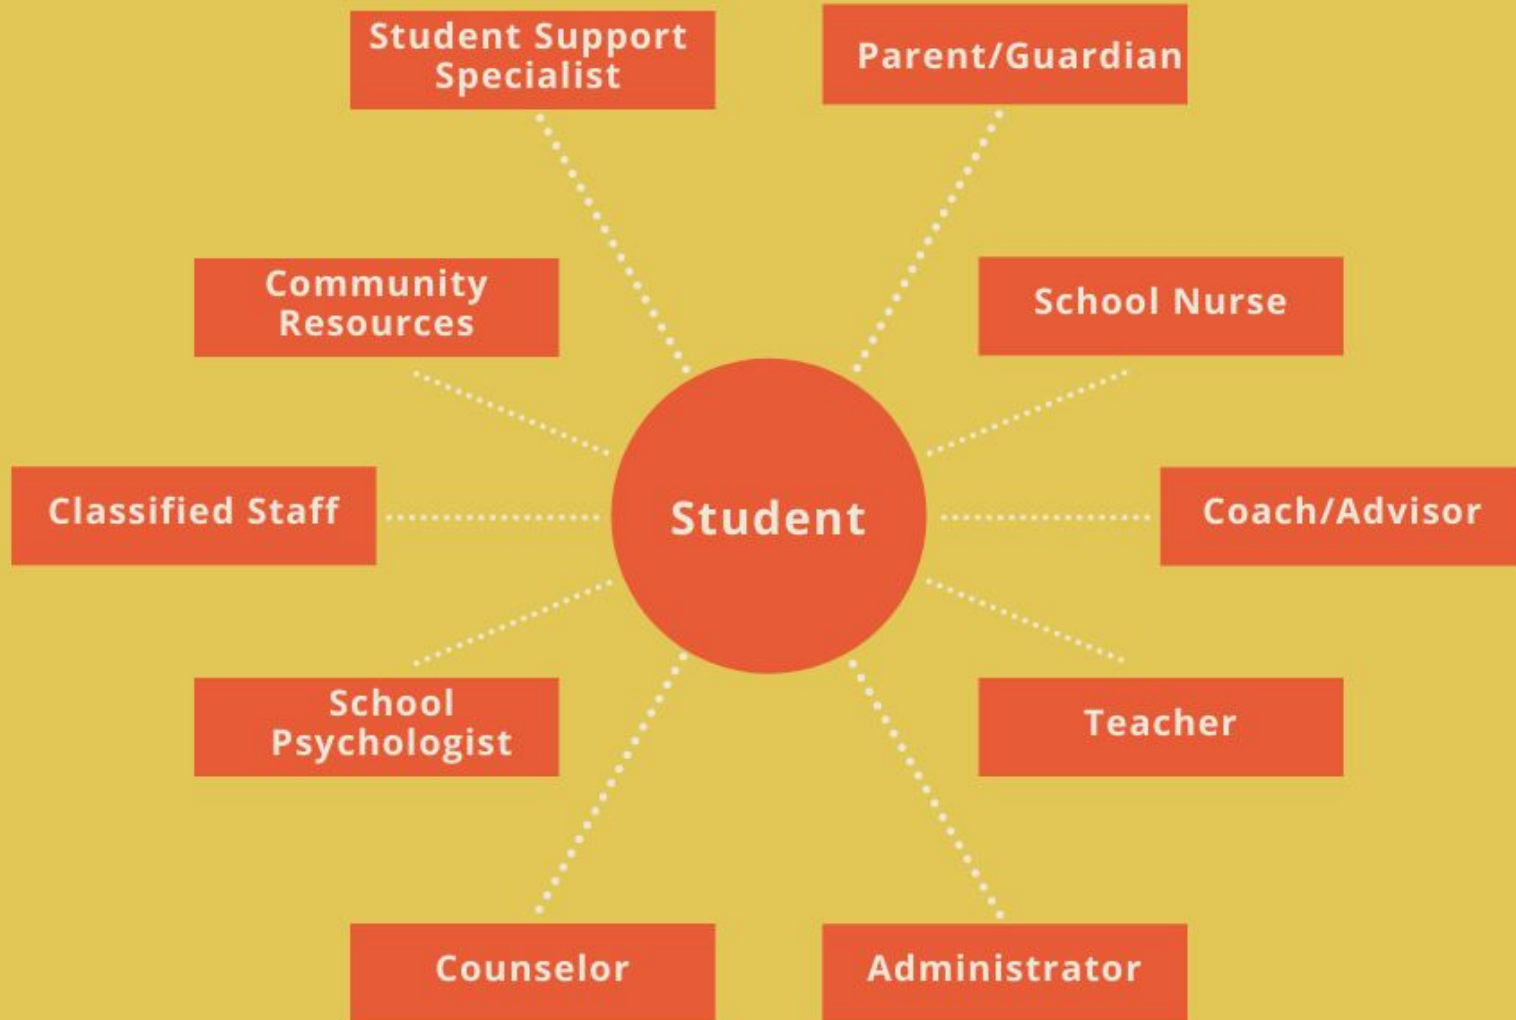 Student Support
Specialist
Parent/Guardian
Community
Resources
School Nurse
Classified Staff
Student
Coach/Advisor
School
Psychologist
Teacher
Counselor
Administrator